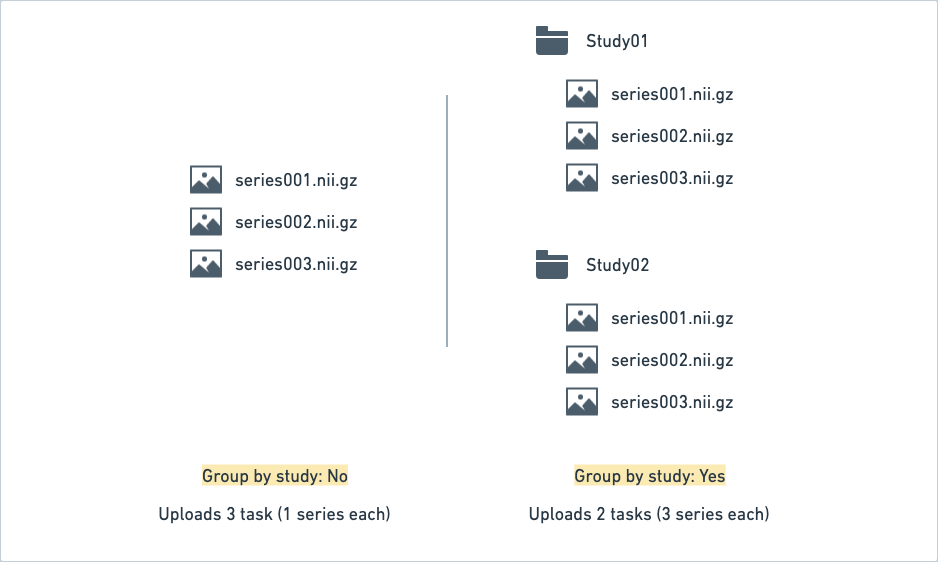 series001.nii.gz
series002.nii.gz
series003.nii.gz
Group by study: No
Uploads 3 task (1 series each)
Study01
series001.nii.gz
series002.nii.gz
series003.nii.gz
Study02
series001.nii.gz
series002.nii.gz
series003.nii.gz
Group by study: Yes
Uploads 2 tasks (3 series each)